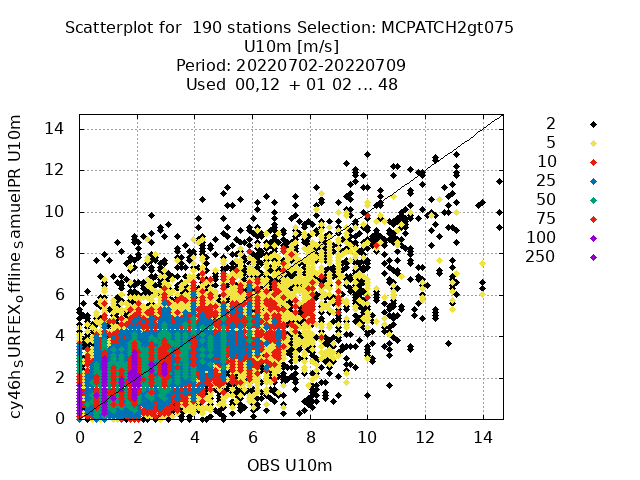 Scatterplot for 190 stations Selection: MCPATCH2gt075
U10m [m/s]
Period: 20220702-20220709
Used 00,12 + 01 02 ... 48
cy46h_sURFEX_offline_samuelPR U10m
14
12
10
8
6
4
2
0
0 2 4 6 8 10 12 14
OBS U10m
2
5
10
25
50
75
100
250